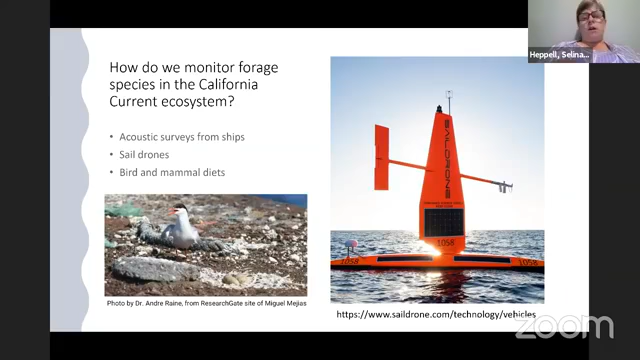 How do we monitor forage
species in the California
Current ecosystem?
• Acoustic surveys from ships
• Sail drones
• Bird and mammal diets
Photo by Dr. Andre Raine, from ResearchGate site of Miguel Mejias
SAILDRONE
1058
1058
1058
https://www.saildrone.com/technology/vehicles
Heppell, Selina...
zoom